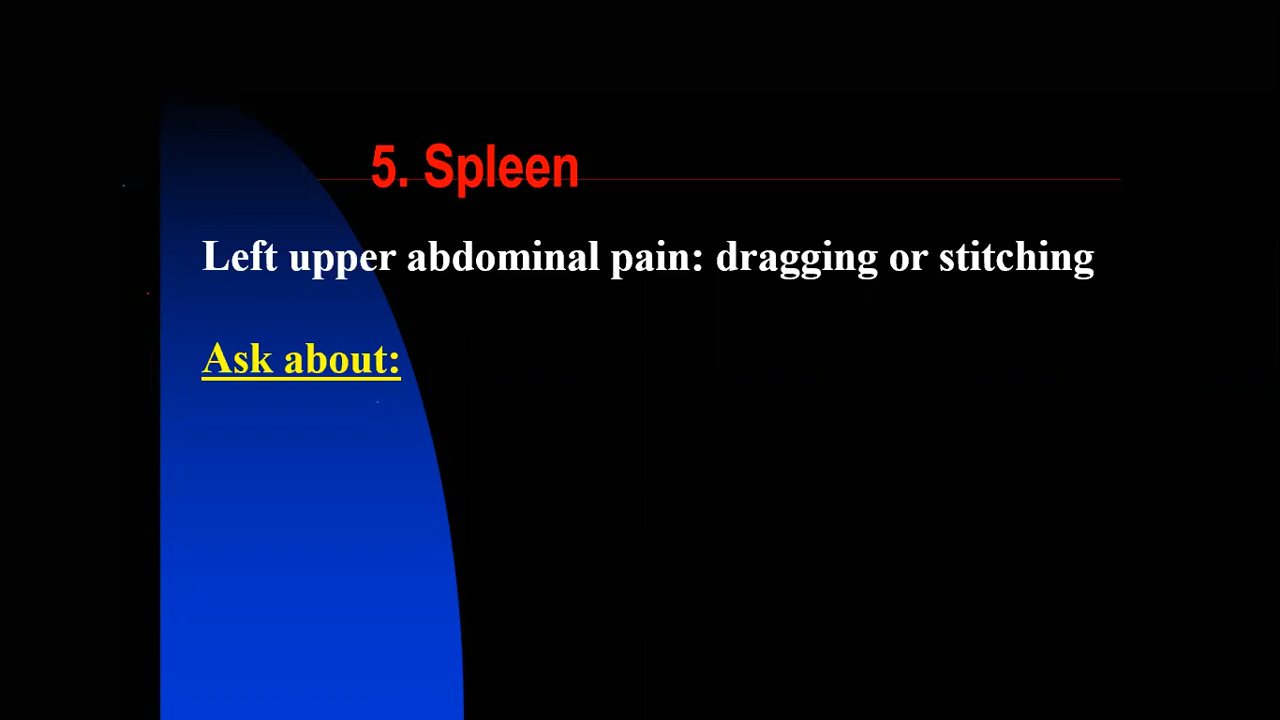 5. Spleen
Left upper abdominal pain: dragging or stitching
Ask about: